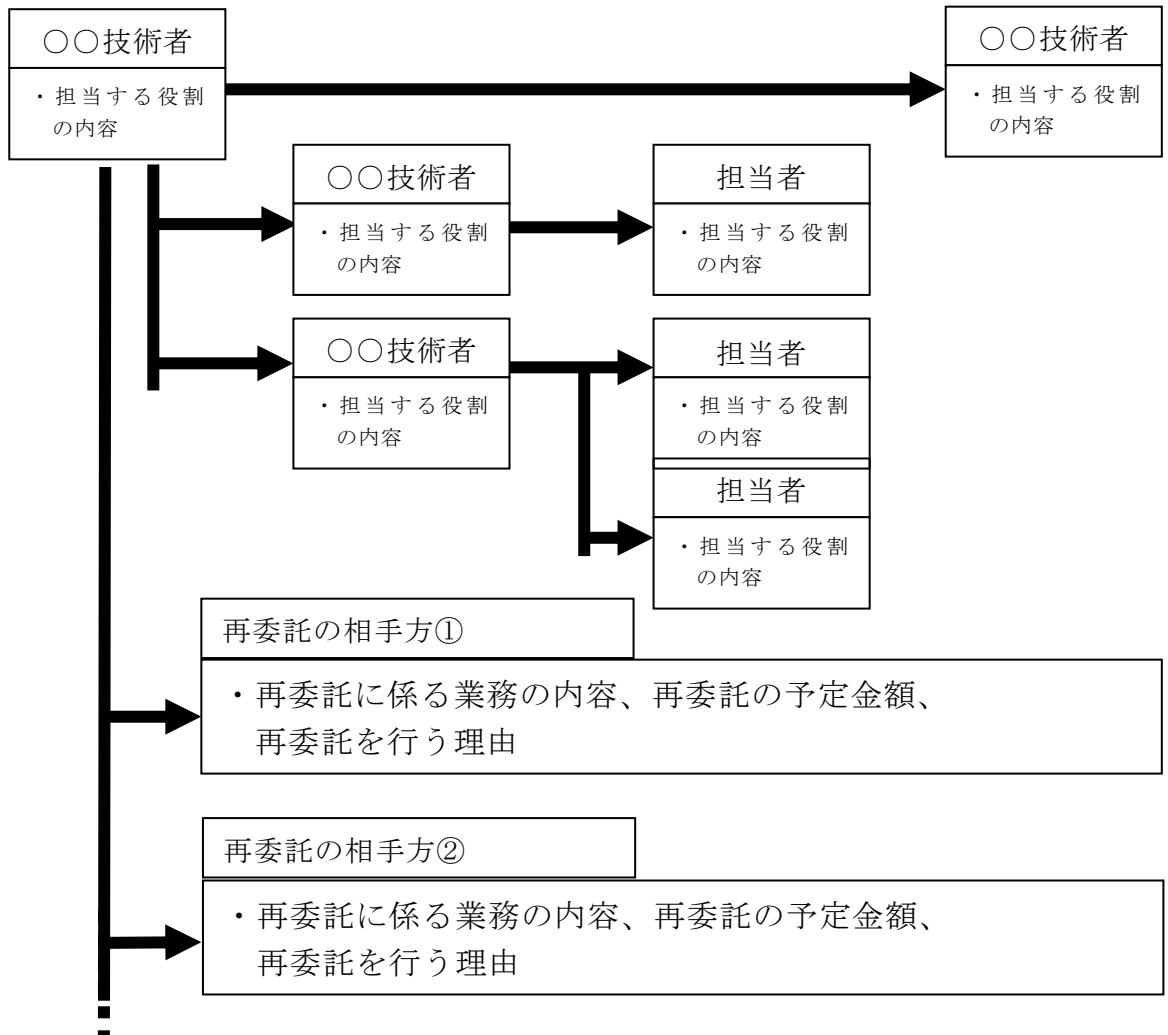 ○○技術者
・担当する役割
の内容
○○技術者
・担当する役割
の内容
○○技術者
・担当する役割
の内容
担当者
・担当する役割
の内容
○○技術者
・担当する役割
の内容
担当者
・担当する役割
の内容
担当者
・担当する役割
の内容
再委託の相手方①
・再委託に係る業務の内容、再委託の予定金額、
再委託を行う理由
再委託の相手方②
・再委託に係る業務の内容、再委託の予定金額、
再委託を行う理由